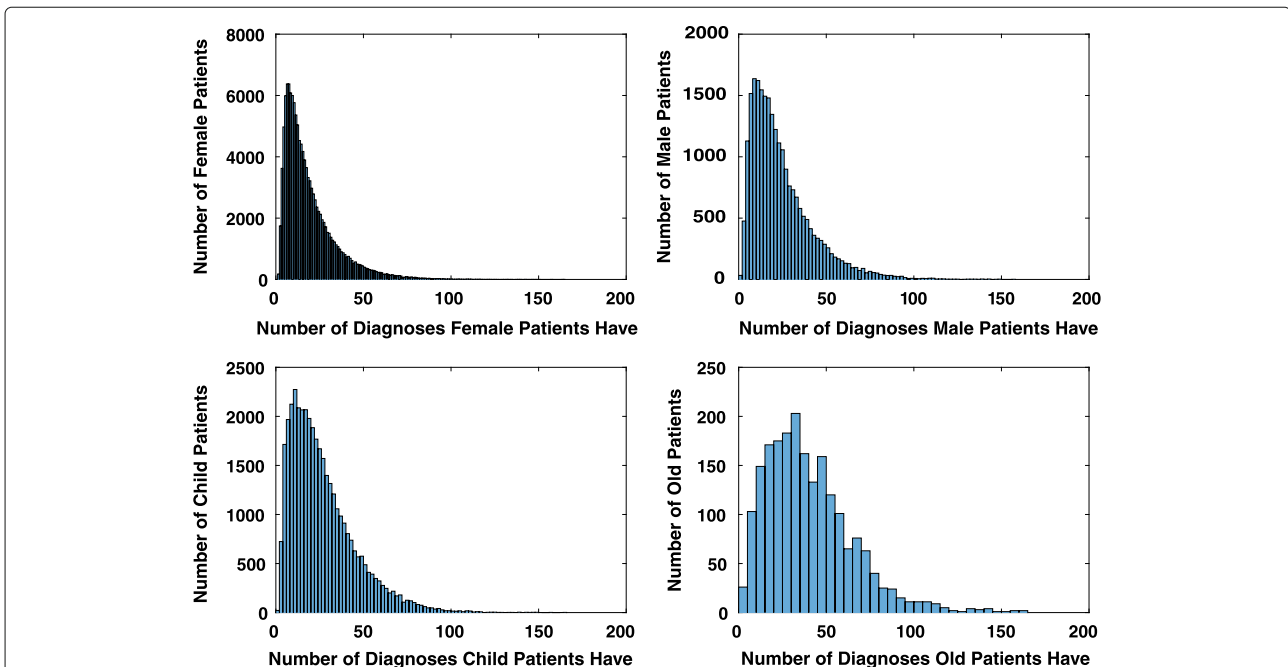 8000
6000
4000
2000
0
Number of Female Patients
0 50 100 150 200
Number of Diagnoses Female Patients Have
2000
1500
1000
500
0
Number of Male Patients
0 50 100 150 200
Number of Diagnoses Male Patients Have
2500
2000
1500
1000
500
0
Number of Child Patients
0 50 100 150 200
Number of Diagnoses Child Patients Have
250
200
150
100
50
0
Number of Old Patients
0 50 100 150 200
Number of Diagnoses Old Patients Have